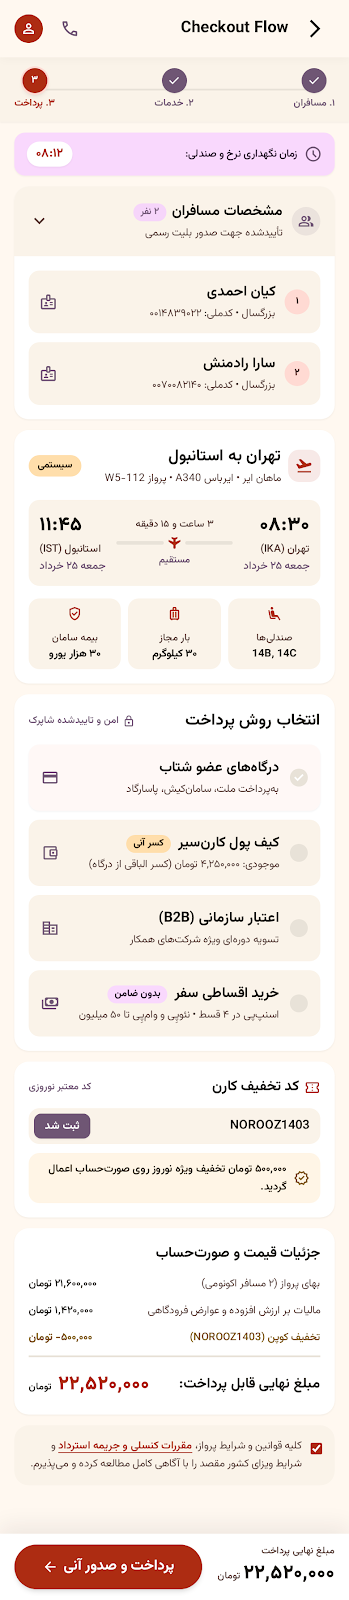 Checkout Flow
۱. مسافران
۲. خدمات
۳
۳. پرداخت
زمان نگهداری نرخ و صندلی:
۰۸:۱۲
مشخصات مسافران
۲ نفر
تأییدشده جهت صدور بلیت رسمی
۱
کیان احمدی
بزرگسال • کدملی: ۰۰۱۴۸۳۹۰۲۲
۲
سارا رادمنش
بزرگسال • کدملی: ۰۰۷۰۰۸۲۱۴۰
تهران به استانبول
سیستمی
ماهان ایر • ایرباس A340 • پرواز W5-112
۰۸:۳۰
۳ ساعت و ۱۵ دقیقه
۱۱:۴۵
تهران (IKA)
مستقیم
استانبول (IST)
جمعه ۲۵ خرداد
جمعه ۲۵ خرداد
صندلی‌ها
14B, 14C
بار مجاز
۳۰ کیلوگرم
بیمه سامان
۳۰ هزار یورو
انتخاب روش پرداخت
امن و تاییدشده شاپرک
درگاه‌های عضو شتاب
به‌پرداخت ملت، سامان‌کیش، پاسارگاد
کیف پول کارن‌سیر
کسر آنی
موجودی: ۴,۲۵۰,۰۰۰ تومان (کسر الباقی از درگاه)
اعتبار سازمانی (B2B)
تسویه دوره‌ای ویژه شرکت‌های همکار
خرید اقساطی سفر
بدون ضامن
اسنپ‌پی در ۴ قسط • تئوپی و وام‌پی تا ۵۰ میلیون
کد تخفیف کارن
کد معتبر نوروزی
NOROOZ1403
ثبت شد
۵۰۰,۰۰۰ تومان تخفیف ویژه نوروز روی صورت‌حساب اعمال
گردید.
جزئیات قیمت و صورت‌حساب
بهای پرواز (۲ مسافر اکونومی)
۲۱,۶۰۰,۰۰۰ تومان
مالیات بر ارزش افزوده و عوارض فرودگاهی
۱,۴۲۰,۰۰۰ تومان
تخفیف کوپن (NOROOZ1403)
-۵۰۰,۰۰۰ تومان
مبلغ نهایی قابل پرداخت:
۲۲,۵۲۰,۰۰۰ تومان
کلیه قوانین و شرایط پرواز، مقررات کنسلی و جریمه استرداد و
شرایط ویزای کشور مقصد را با آگاهی کامل مطالعه کرده و می‌پذیرم.
مبلغ نهایی پرداخت
۲۲,۵۲۰,۰۰۰ تومان
پرداخت و صدور آنی